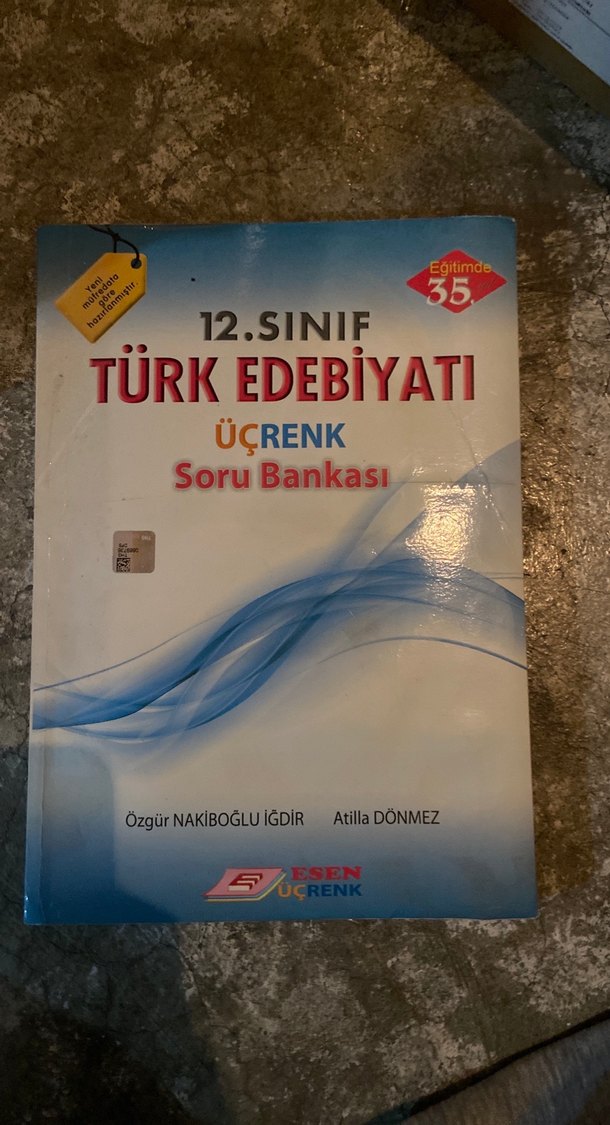 Yeni
müfredata
göre
hazırlanmıştır.
Eğitimde
35.
12.SINIF
TÜRK EDEBİYATI
ÜÇRENK
Soru Bankası
Özgür NAKİBOĞLU İĞDİR Atilla DÖNMEZ
ESEN
ÜÇRENK